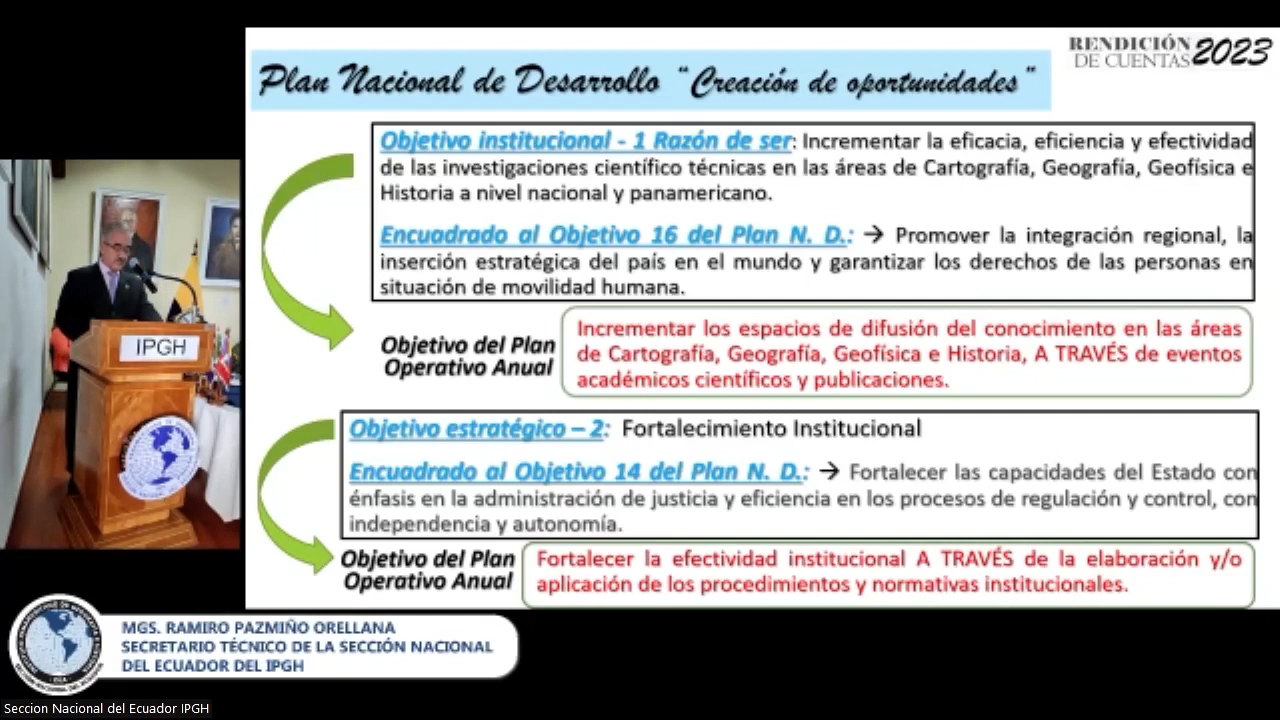 RENDICIÓN
DE CUENTAS 2023
Plan Nacional de Desarrollo “Creación de oportunidades“
Objetivo institucional - 1 Razón de ser: Incrementar la eficacia, eficiencia y efectividad
de las investigaciones científico técnicas en las áreas de Cartografía, Geografía, Geofísica e
Historia a nivel nacional y panamericano.
Encuadrado al Objetivo 16 del Plan N. D.: → Promover la integración regional, la
inserción estratégica del país en el mundo y garantizar los derechos de las personas en
situación de movilidad humana.
Objetivo del Plan
Operativo Anual
Incrementar los espacios de difusión del conocimiento en las áreas
de Cartografía, Geografía, Geofísica e Historia, A TRAVÉS de eventos
académicos científicos y publicaciones.
Objetivo estratégico – 2: Fortalecimiento Institucional
Encuadrado al Objetivo 14 del Plan N. D.: → Fortalecer las capacidades del Estado con
énfasis en la administración de justicia y eficiencia en los procesos de regulación y control, con
independencia y autonomía.
Objetivo del Plan
Operativo Anual
Fortalecer la efectividad institucional A TRAVÉS de la elaboración y/o
aplicación de los procedimientos y normativas institucionales.
IPGH
MGS. RAMIRO PAZMIÑO ORELLANA
SECRETARIO TÉCNICO DE LA SECCIÓN NACIONAL
DEL ECUADOR DEL IPGH
Seccion Nacional del Ecuador IPGH